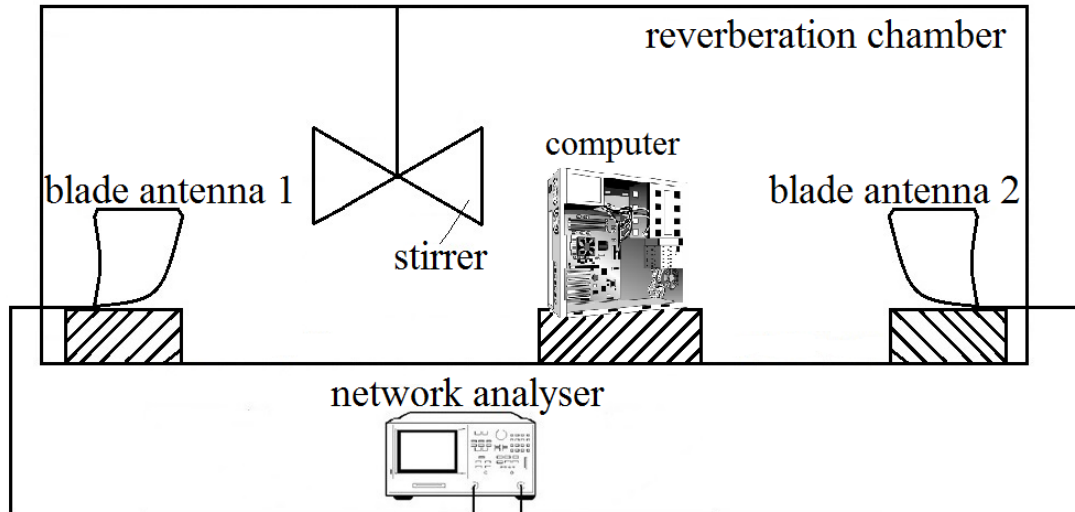 reverberation chamber
computer
blade antenna 1
blade antenna 2
stirrer
network analyser